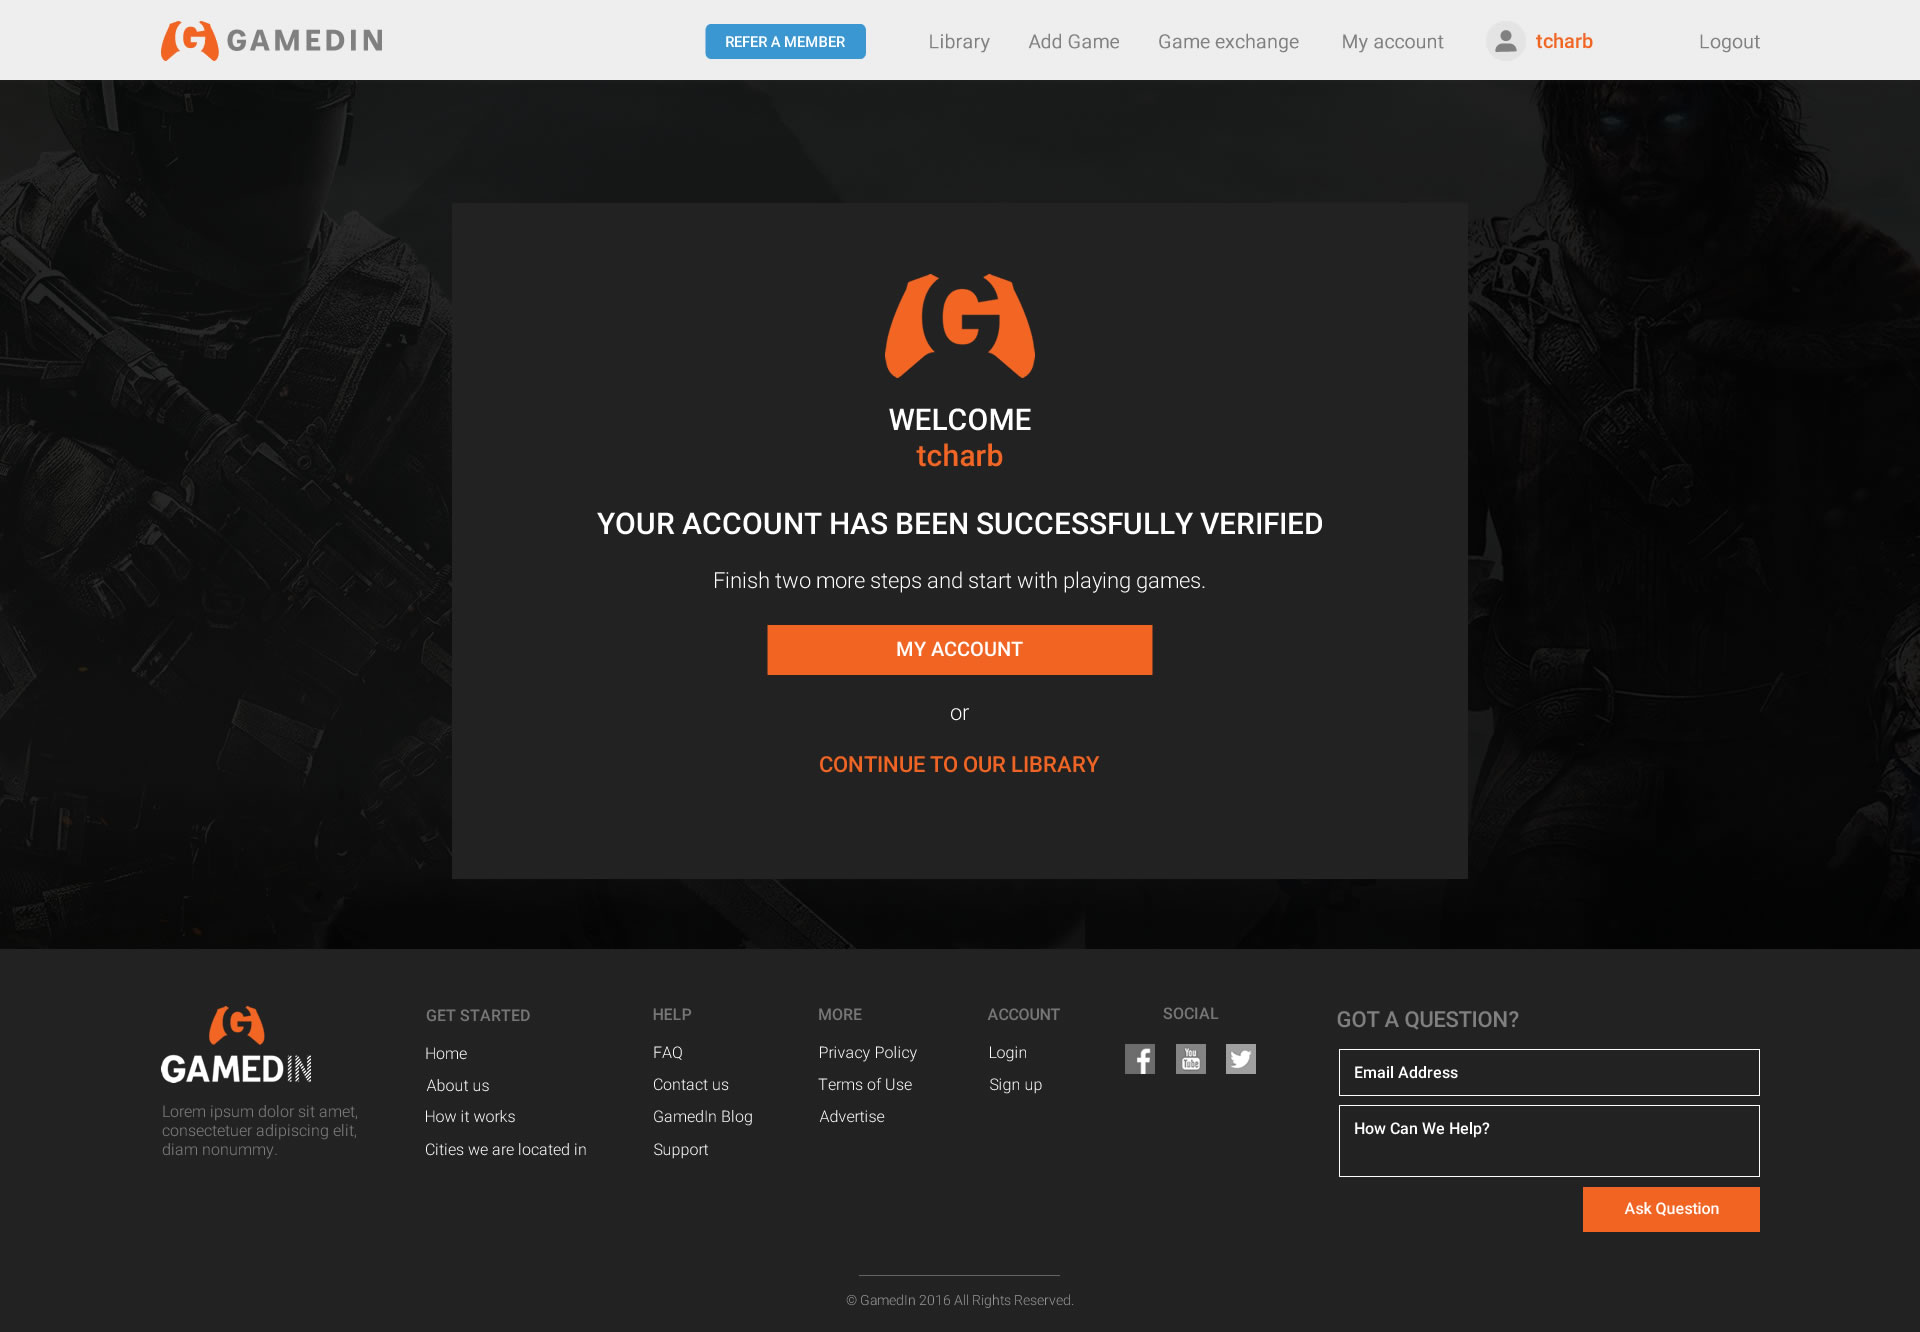 GAMEDIN
REFER A MEMBER
Library
Add Game
Game exchange
My account
tcharb
Logout
WELCOME
tcharb
YOUR ACCOUNT HAS BEEN SUCCESSFULLY VERIFIED
Finish two more steps and start with playing games.
MY ACCOUNT
or
CONTINUE TO OUR LIBRARY
GAMEDIN
Lorem ipsum dolor sit amet,
consectetuer adipiscing elit,
diam nonummy.
GET STARTED
Home
About us
How it works
Cities we are located in
HELP
FAQ
Contact us
GamedIn Blog
Support
MORE
Privacy Policy
Terms of Use
Advertise
ACCOUNT
Login
Sign up
SOCIAL
You
Tube
GOT A QUESTION?
Email Address
How Can We Help?
Ask Question
© GamedIn 2016 All Rights Reserved.